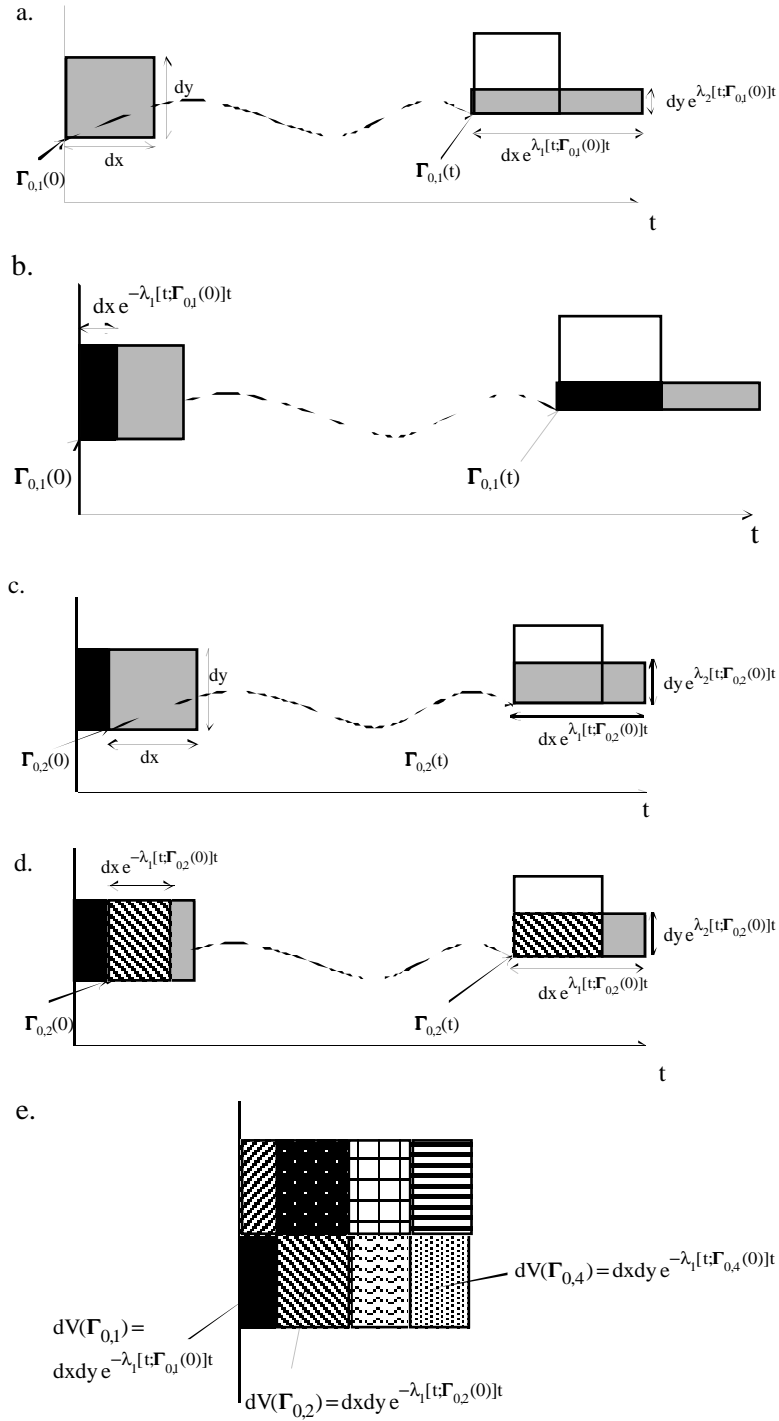 a.
dy
dy e^{λ₂[t;Γ₀,₁(0)]t}
dx
dx e^{λ₁[t;Γ₀,₁(0)]t}
Γ₀,₁(0)
Γ₀,₁(t)
t
b.
dx e^{−λ₁[t;Γ₀,₁(0)]t}
Γ₀,₁(0)
Γ₀,₁(t)
t
c.
dy
dy e^{λ₂[t;Γ₀,₂(0)]t}
Γ₀,₂(0)
dx
Γ₀,₂(t)
dx e^{λ₁[t;Γ₀,₂(0)]t}
t
d.
dx e^{−λ₁[t;Γ₀,₂(0)]t}
dy e^{λ₂[t;Γ₀,₂(0)]t}
dx e^{λ₁[t;Γ₀,₂(0)]t}
Γ₀,₂(0)
Γ₀,₂(t)
t
e.
dV(Γ₀,₄) = dxdy e^{−λ₁[t;Γ₀,₄(0)]t}
dV(Γ₀,₁) =
dxdy e^{−λ₁[t;Γ₀,₁(0)]t}
dV(Γ₀,₂) = dxdy e^{−λ₁[t;Γ₀,₂(0)]t}